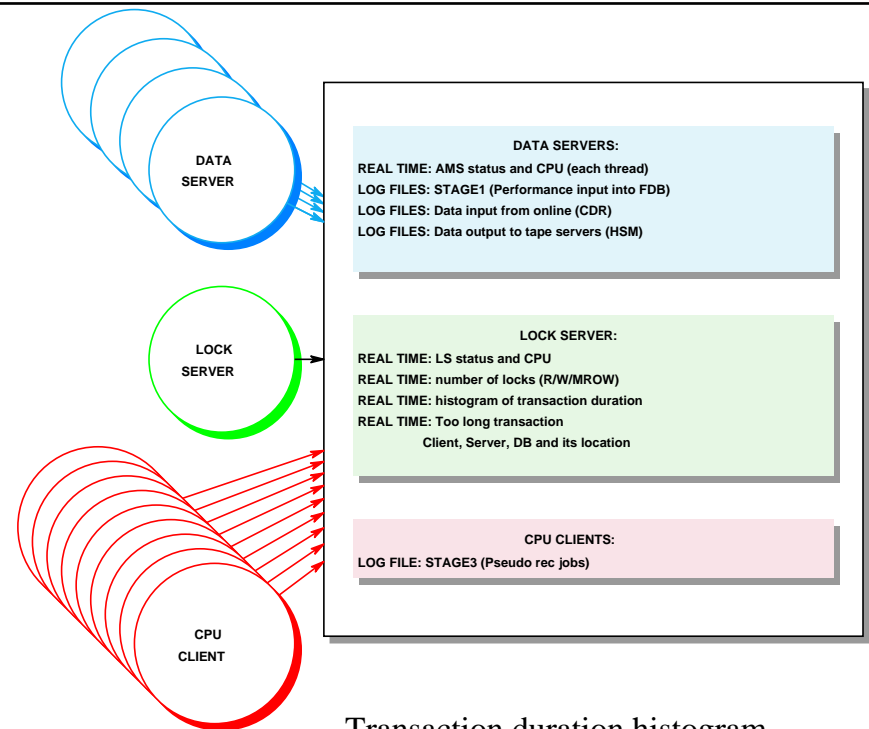 DATA
SERVER
DATA SERVERS:
REAL TIME: AMS status and CPU (each thread)
LOG FILES: STAGE1 (Performance input into FDB)
LOG FILES: Data input from online (CDR)
LOG FILES: Data output to tape servers (HSM)
LOCK
SERVER
LOCK SERVER:
REAL TIME: LS status and CPU
REAL TIME: number of locks (R/W/MROW)
REAL TIME: histogram of transaction duration
REAL TIME: Too long transaction
Client, Server, DB and its location
CPU CLIENTS:
LOG FILE: STAGE3 (Pseudo rec jobs)
CPU
CLIENT
Transaction duration histogram